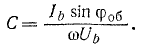 C = I_b sin φ_об / ωU_b .